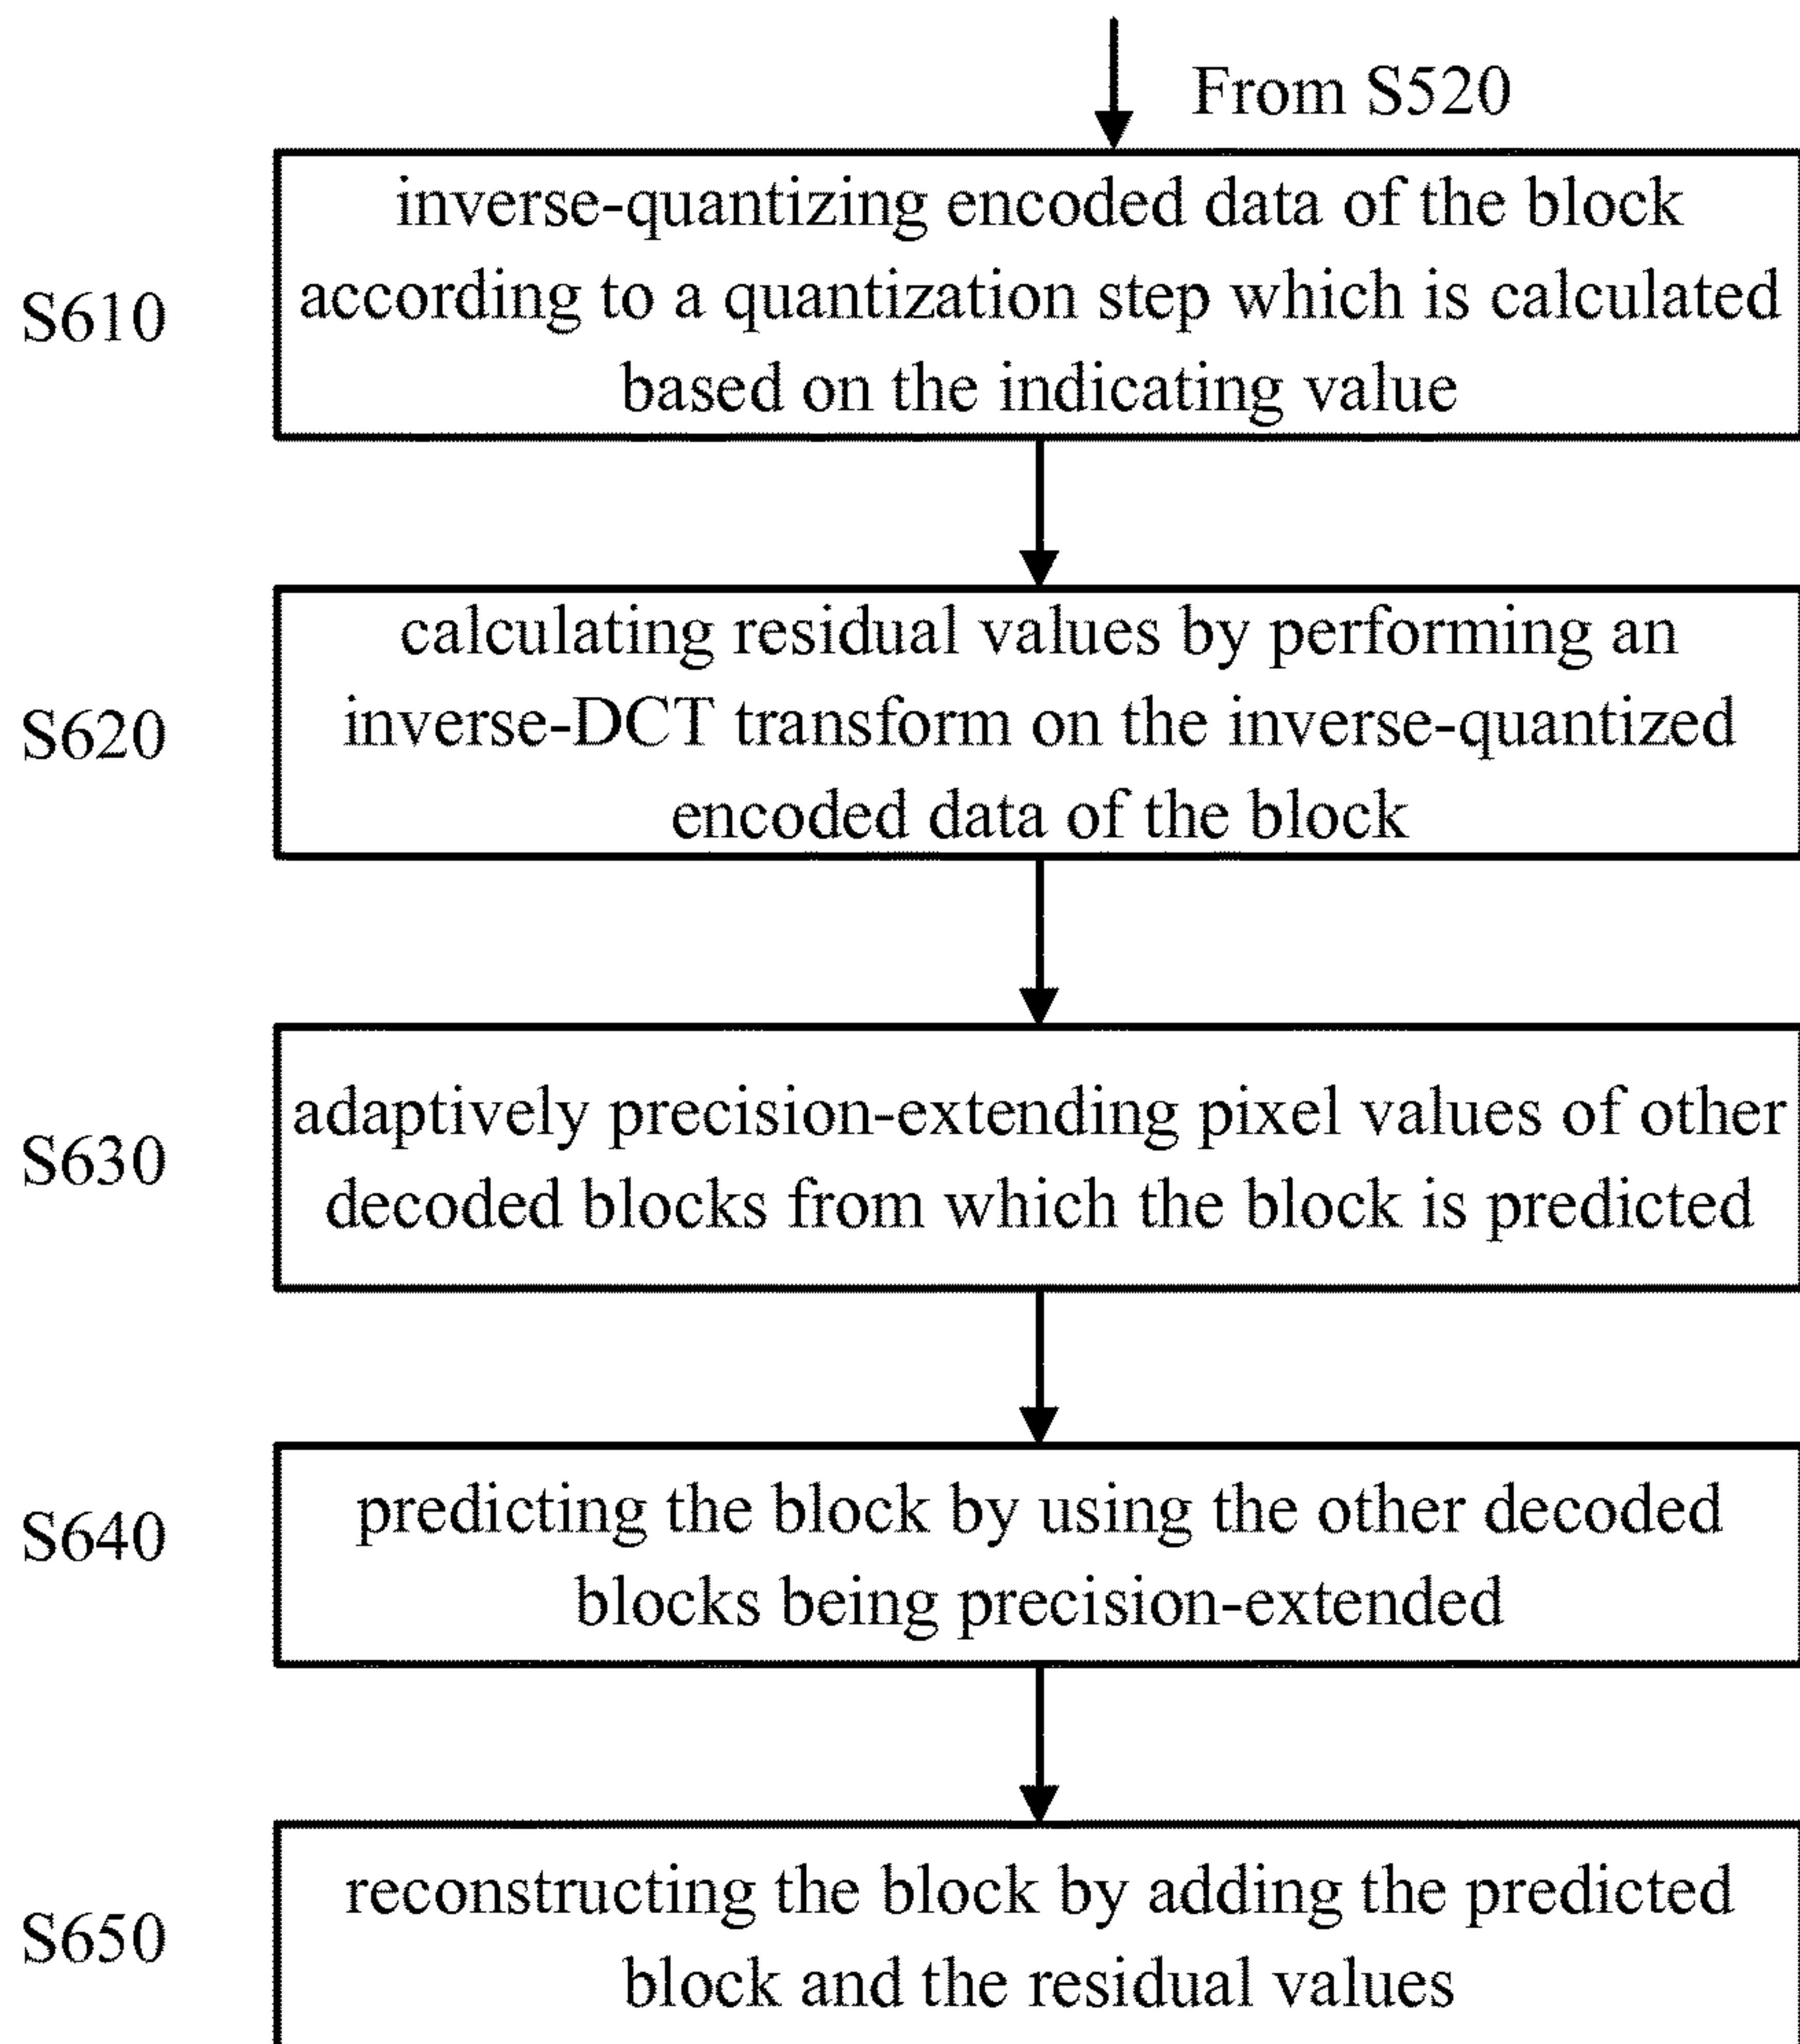 From S520
S610
inverse-quantizing encoded data of the block
according to a quantization step which is calculated
based on the indicating value
S620
calculating residual values by performing an
inverse-DCT transform on the inverse-quantized
encoded data of the block
S630
adaptively precision-extending pixel values of other
decoded blocks from which the block is predicted
S640
predicting the block by using the other decoded
blocks being precision-extended
S650
reconstructing the block by adding the predicted
block and the residual values